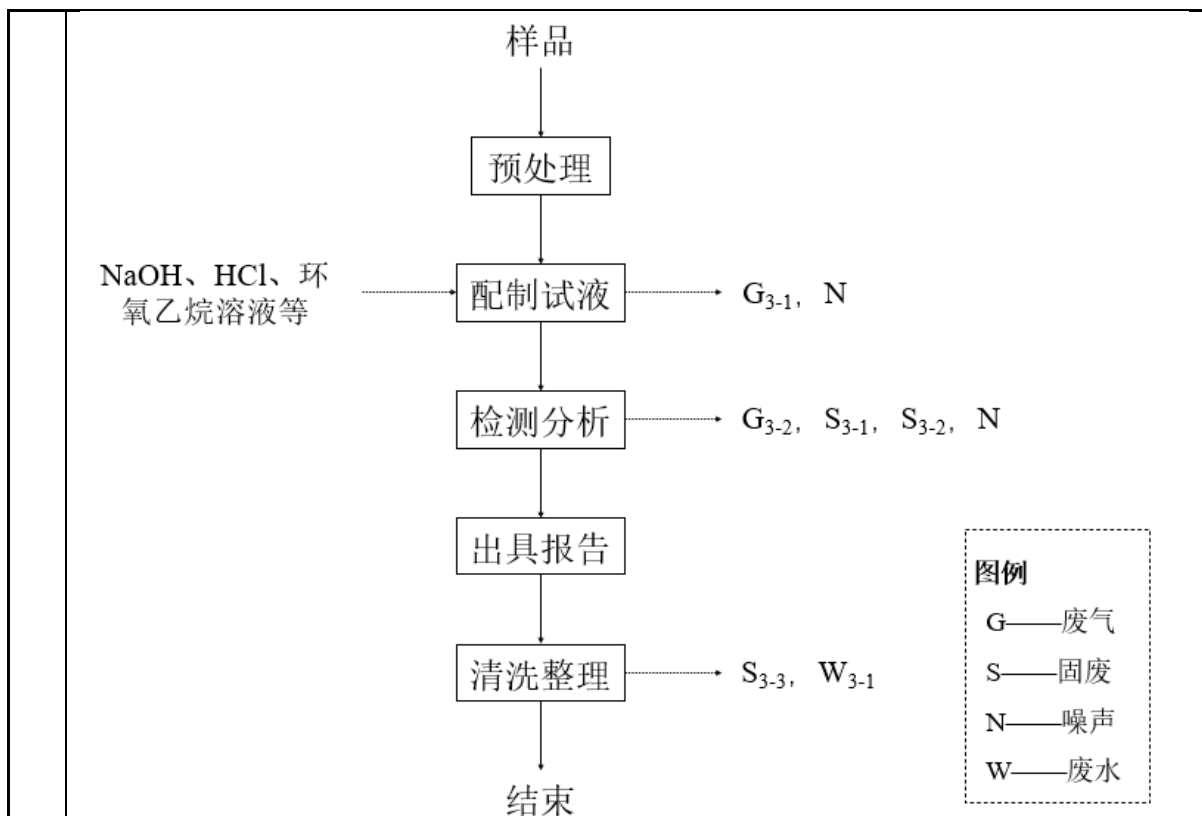 样品
预处理
NaOH、HCl、环
氧乙烷溶液等
配制试液
G3-1，N
检测分析
G3-2，S3-1，S3-2，N
出具报告
清洗整理
S3-3，W3-1
结束
图例
G——废气
S——固废
N——噪声
W——废水